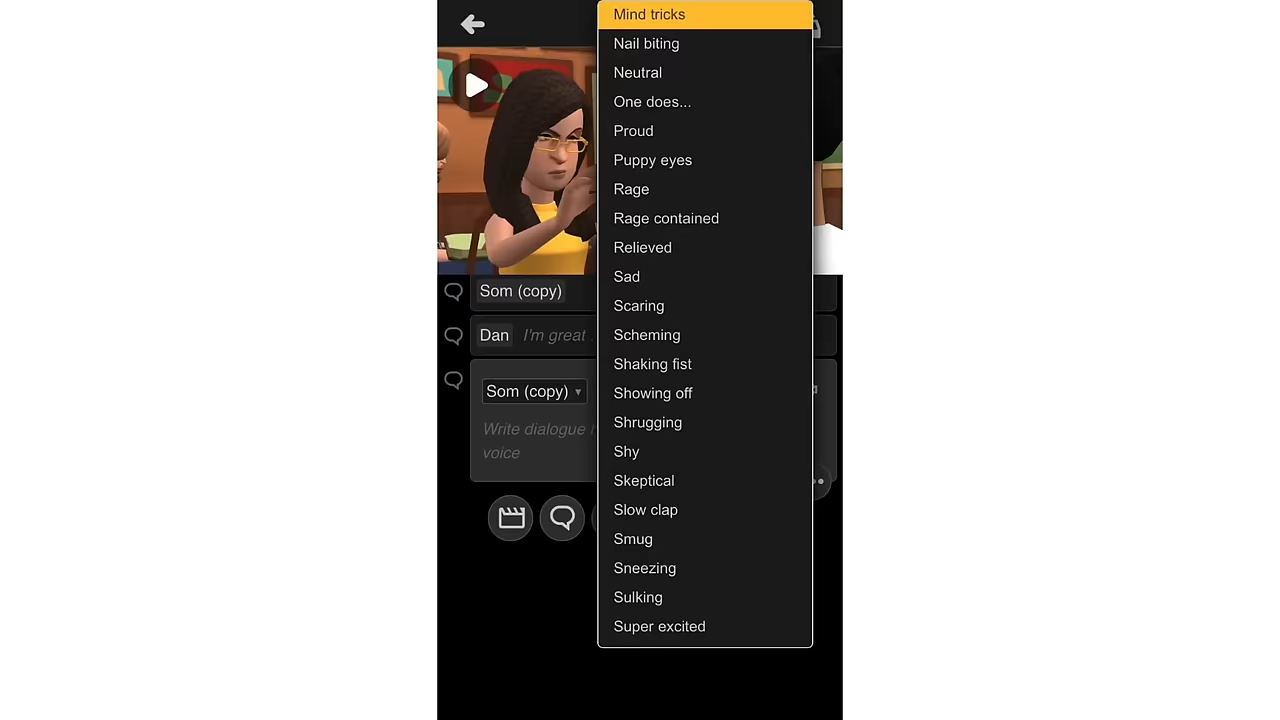 Mind tricks
Nail biting
Neutral
One does...
Proud
Puppy eyes
Rage
Rage contained
Relieved
Sad
Scaring
Scheming
Shaking fist
Showing off
Shrugging
Shy
Skeptical
Slow clap
Smug
Sneezing
Sulking
Super excited
Som (copy)
Dan I'm great
Som (copy)
Write dialogue
voice